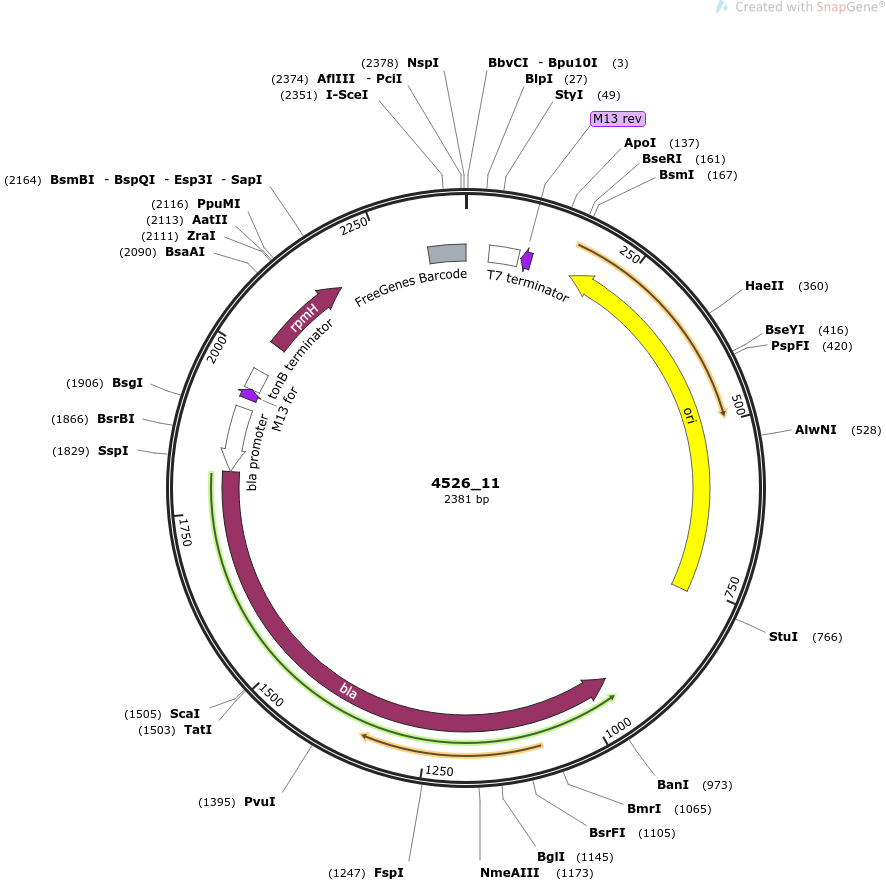 Created with SnapGene®
(2378) NspI
BbvCI - Bpu10I (3)
(2374) AflIII - PciI
BlpI (27)
(2351) I-SceI
StyI (49)
M13 rev
ApoI (137)
BseRI (161)
BsmI (167)
(2164) BsmBI - BspQI - Esp3I - SapI
(2116) PpuMI
(2113) AatII
(2111) ZraI
(2090) BsaAI
2250
250
FreeGenes Barcode
T7 terminator
HaeII (360)
rpmH
BseYI (416)
PspFI (420)
2000
tonB terminator
(1906) BsgI
M13 for
500
ori
(1866) BsrBI
AlwNI (528)
(1829) SspI
bla promoter
4526_11
2381 bp
1750
750
StuI (766)
bla
1500
(1505) ScaI
(1503) TatI
1000
1250
BanI (973)
(1395) PvuI
BmrI (1065)
BsrFI (1105)
BglI (1145)
(1247) FspI
NmeAIII (1173)